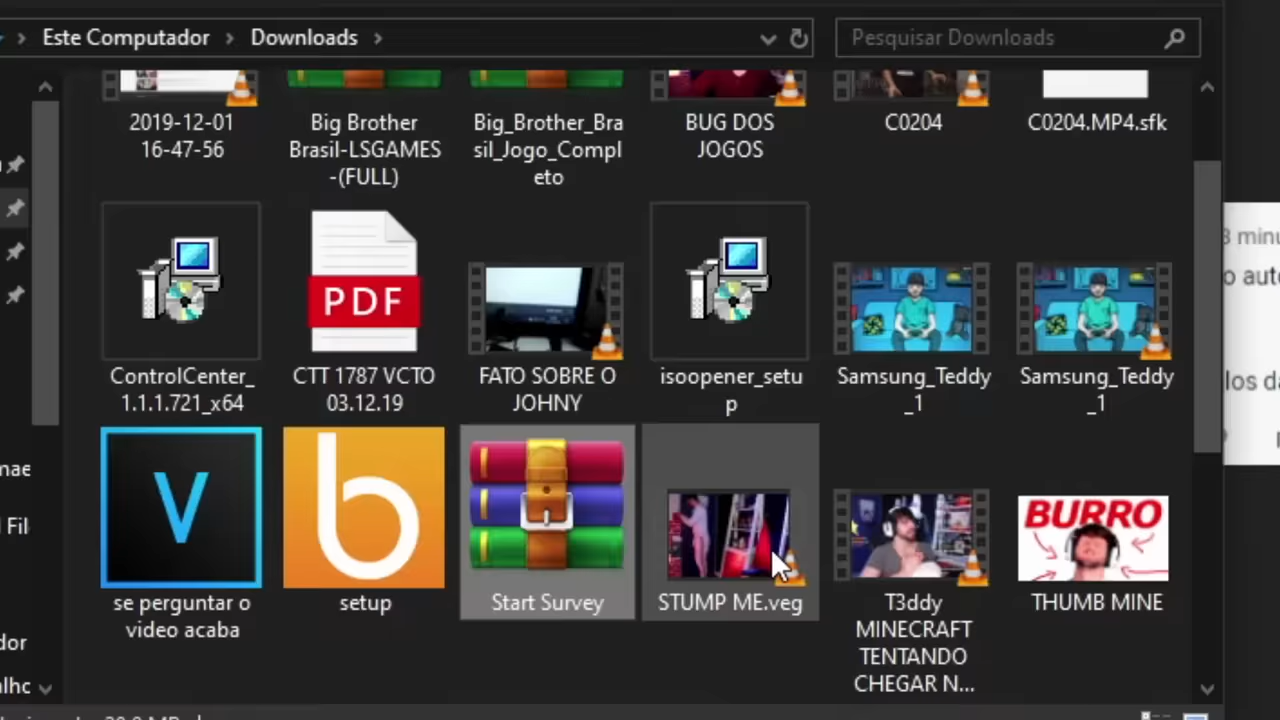 Este Computador > Downloads >
Pesquisar Downloads
2019-12-01
16-47-56
Big Brother
Brasil-LSGAMES
-(FULL)
Big_Brother_Bra
sil_Jogo_Compl
eto
BUG DOS
JOGOS
C0204
C0204.MP4.sfk
PDF
ControlCenter_
1.1.1.721_x64
CTT 1787 VCTO
03.12.19
FATO SOBRE O
JOHNY
isoopener_setu
p
Samsung_Teddy
_1
Samsung_Teddy
_1
V
b
BURRO
se perguntar o
video acaba
setup
Start Survey
STUMP ME.veg
T3ddy
MINECRAFT
TENTANDO
CHEGAR N...
THUMB MINE